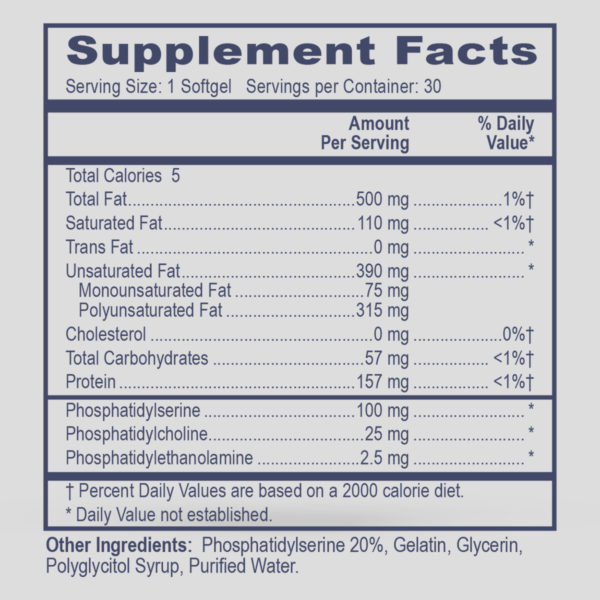 Supplement Facts
Serving Size: 1 Softgel Servings per Container: 30
Amount Per Serving % Daily Value*
Total Calories 5
Total Fat 500 mg 1%†
Saturated Fat 110 mg <1%†
Trans Fat 0 mg *
Unsaturated Fat 390 mg *
Monounsaturated Fat 75 mg
Polyunsaturated Fat 315 mg
Cholesterol 0 mg 0%†
Total Carbohydrates 57 mg <1%†
Protein 157 mg <1%†
Phosphatidylserine 100 mg *
Phosphatidylcholine 25 mg *
Phosphatidylethanolamine 2.5 mg *
† Percent Daily Values are based on a 2000 calorie diet.
* Daily Value not established.
Other Ingredients: Phosphatidylserine 20%, Gelatin, Glycerin,
Polyglycitol Syrup, Purified Water.